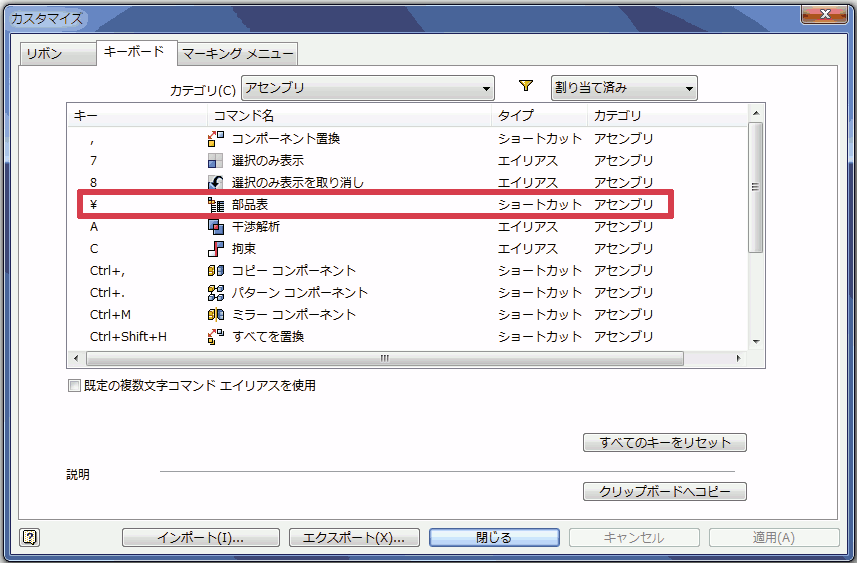 カスタマイズ
リボン キーボード マーキング メニュー
カテゴリ(C) アセンブリ 割り当て済み
キー コマンド名 タイプ カテゴリ
, コンポーネント置換 ショートカット アセンブリ
7 選択のみ表示 エイリアス アセンブリ
8 選択のみ表示を取り消し エイリアス アセンブリ
¥ 部品表 ショートカット アセンブリ
A 干渉解析 エイリアス アセンブリ
C 拘束 エイリアス アセンブリ
Ctrl+, コピー コンポーネント ショートカット アセンブリ
Ctrl+. パターン コンポーネント ショートカット アセンブリ
Ctrl+M ミラー コンポーネント ショートカット アセンブリ
Ctrl+Shift+H すべてを置換 ショートカット アセンブリ
既定の複数文字コマンド エイリアスを使用
すべてのキーをリセット
説明
クリップボードへコピー
? インポート(I)... エクスポート(X)... 閉じる キャンセル 適用(A)